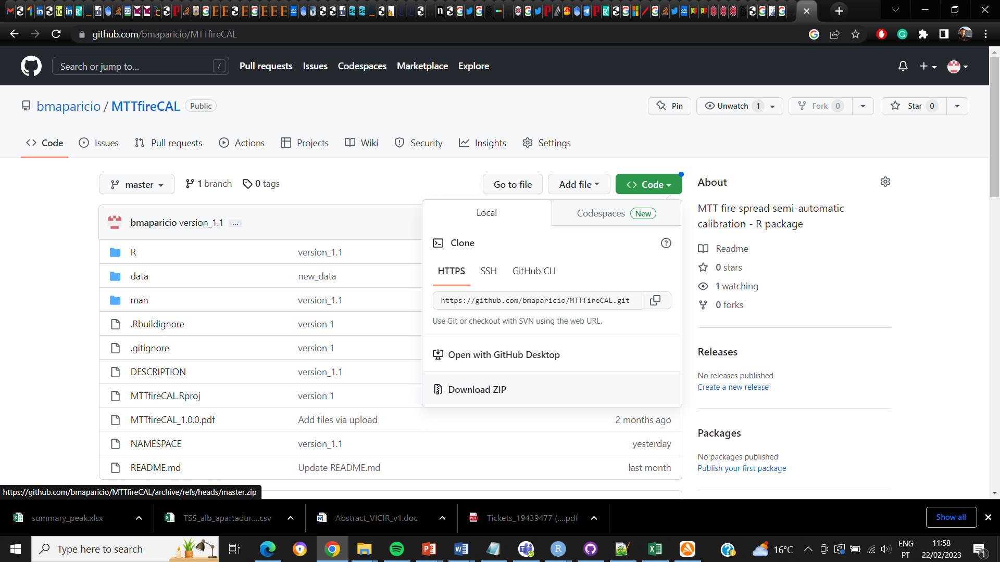 github.com/bmaparicio/MTTfireCAL
Search or jump to... /
Pull requests Issues Codespaces Marketplace Explore
bmaparicio / MTTfireCAL Public
Pin Unwatch 1 Fork 0 Star 0
Code Issues Pull requests Actions Projects Wiki Security Insights Settings
master 1 branch 0 tags Go to file Add file Code
About
MTT fire spread semi-automatic
calibration - R package
Readme
0 stars
1 watching
0 forks
Releases
No releases published
Create a new release
Packages
No packages published
Publish your first package
Local Codespaces New
Clone
HTTPS SSH GitHub CLI
https://github.com/bmaparicio/MTTfireCAL.git
Use Git or checkout with SVN using the web URL.
Open with GitHub Desktop
Download ZIP
bmaparicio version_1.1 ...
R version_1.1
data new_data
man version_1.1
.Rbuildignore version 1
.gitignore version 1
DESCRIPTION version_1.1
MTTfireCAL.Rproj version 1
MTTfireCAL_1.0.0.pdf Add files via upload 2 months ago
NAMESPACE version_1.1 yesterday
README.md Update README.md last month
https://github.com/bmaparicio/MTTfireCAL/archive/refs/heads/master.zip
summary_peak.xlsx TSS_alb_apartadur....csv Abstract_VICIR_v1.doc Tickets_19439477 (....pdf Show all
Type here to search
16°C
ENG
PT
11:58
22/02/2023
1